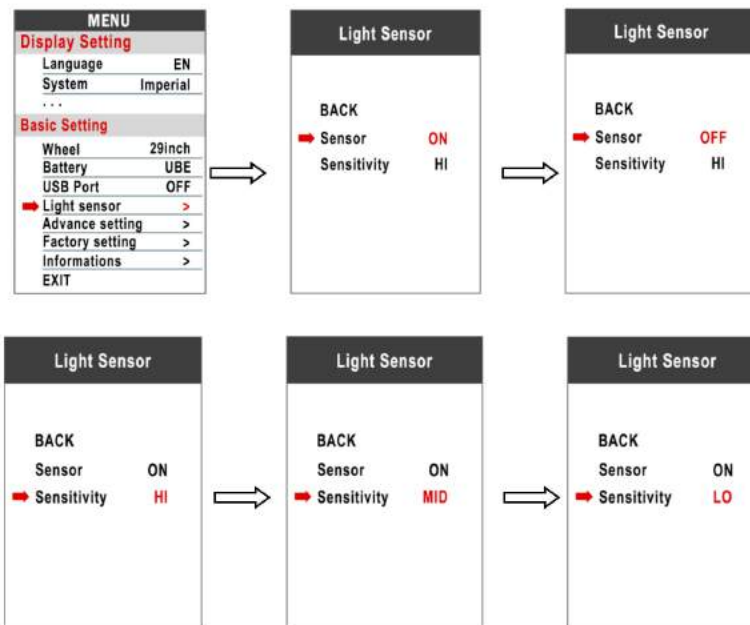 MENU
Display Setting
Language EN
System Imperial
...
Basic Setting
Wheel 29inch
Battery UBE
USB Port OFF
Light sensor >
Advance setting >
Factory setting >
Informations >
EXIT
Light Sensor
BACK
Sensor ON
Sensitivity HI
Light Sensor
BACK
Sensor OFF
Sensitivity HI
Light Sensor
BACK
Sensor ON
Sensitivity HI
Light Sensor
BACK
Sensor ON
Sensitivity MID
Light Sensor
BACK
Sensor ON
Sensitivity LO